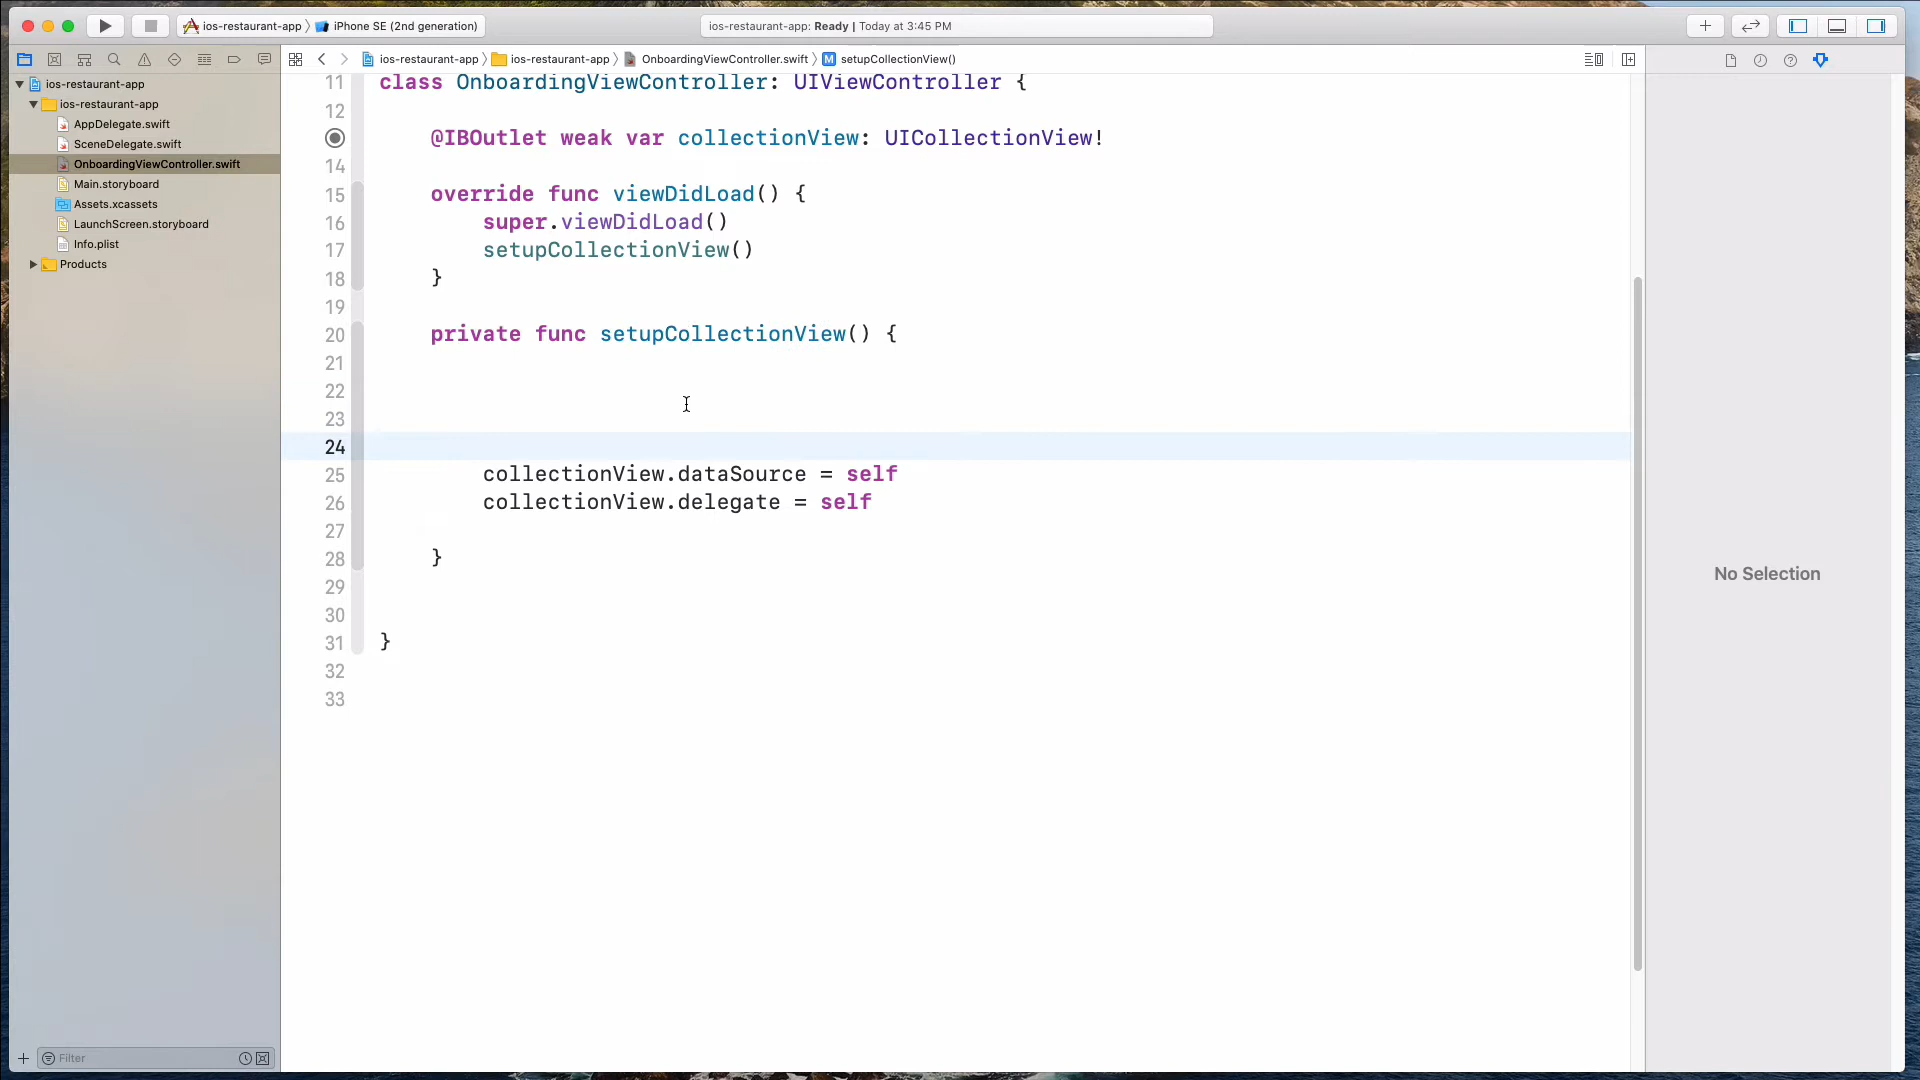 ios-restaurant-app
iPhone SE (2nd generation)
ios-restaurant-app: Ready | Today at 3:45 PM
ios-restaurant-app
ios-restaurant-app
AppDelegate.swift
SceneDelegate.swift
OnboardingViewController.swift
Main.storyboard
Assets.xcassets
LaunchScreen.storyboard
Info.plist
Products
Filter
ios-restaurant-app
ios-restaurant-app
OnboardingViewController.swift
M setupCollectionView()
11 class OnboardingViewController: UIViewController {
12
@IBOutlet weak var collectionView: UICollectionView!
14
15 override func viewDidLoad() {
16 super.viewDidLoad()
17 setupCollectionView()
18 }
19
20 private func setupCollectionView() {
21
22
23
24
25 collectionView.dataSource = self
26 collectionView.delegate = self
27
28 }
29
30
31 }
32
33
No Selection